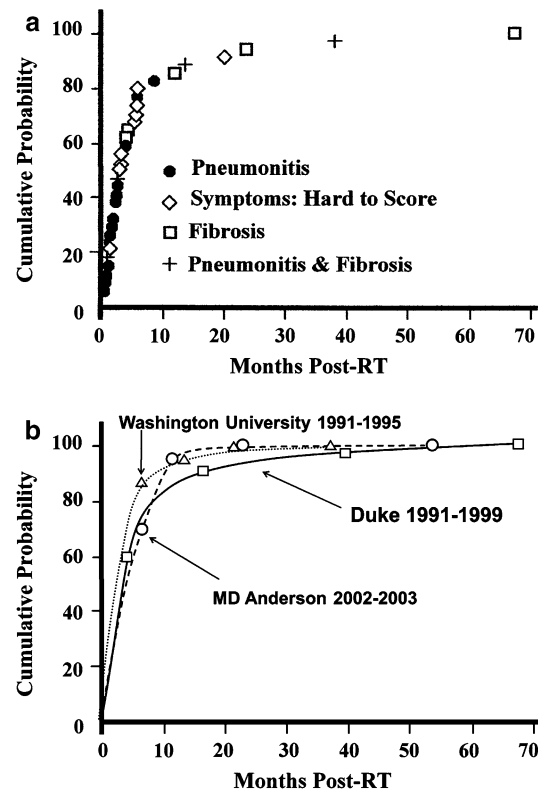 a
100
80
60
40
20
0
Cumulative Probability
Pneumonitis
Symptoms: Hard to Score
Fibrosis
Pneumonitis & Fibrosis
0 10 20 30 40 50 60 70
Months Post-RT
b
Washington University 1991-1995
100
80
60
40
20
0
Cumulative Probability
Duke 1991-1999
MD Anderson 2002-2003
0 10 20 30 40 50 60 70
Months Post-RT